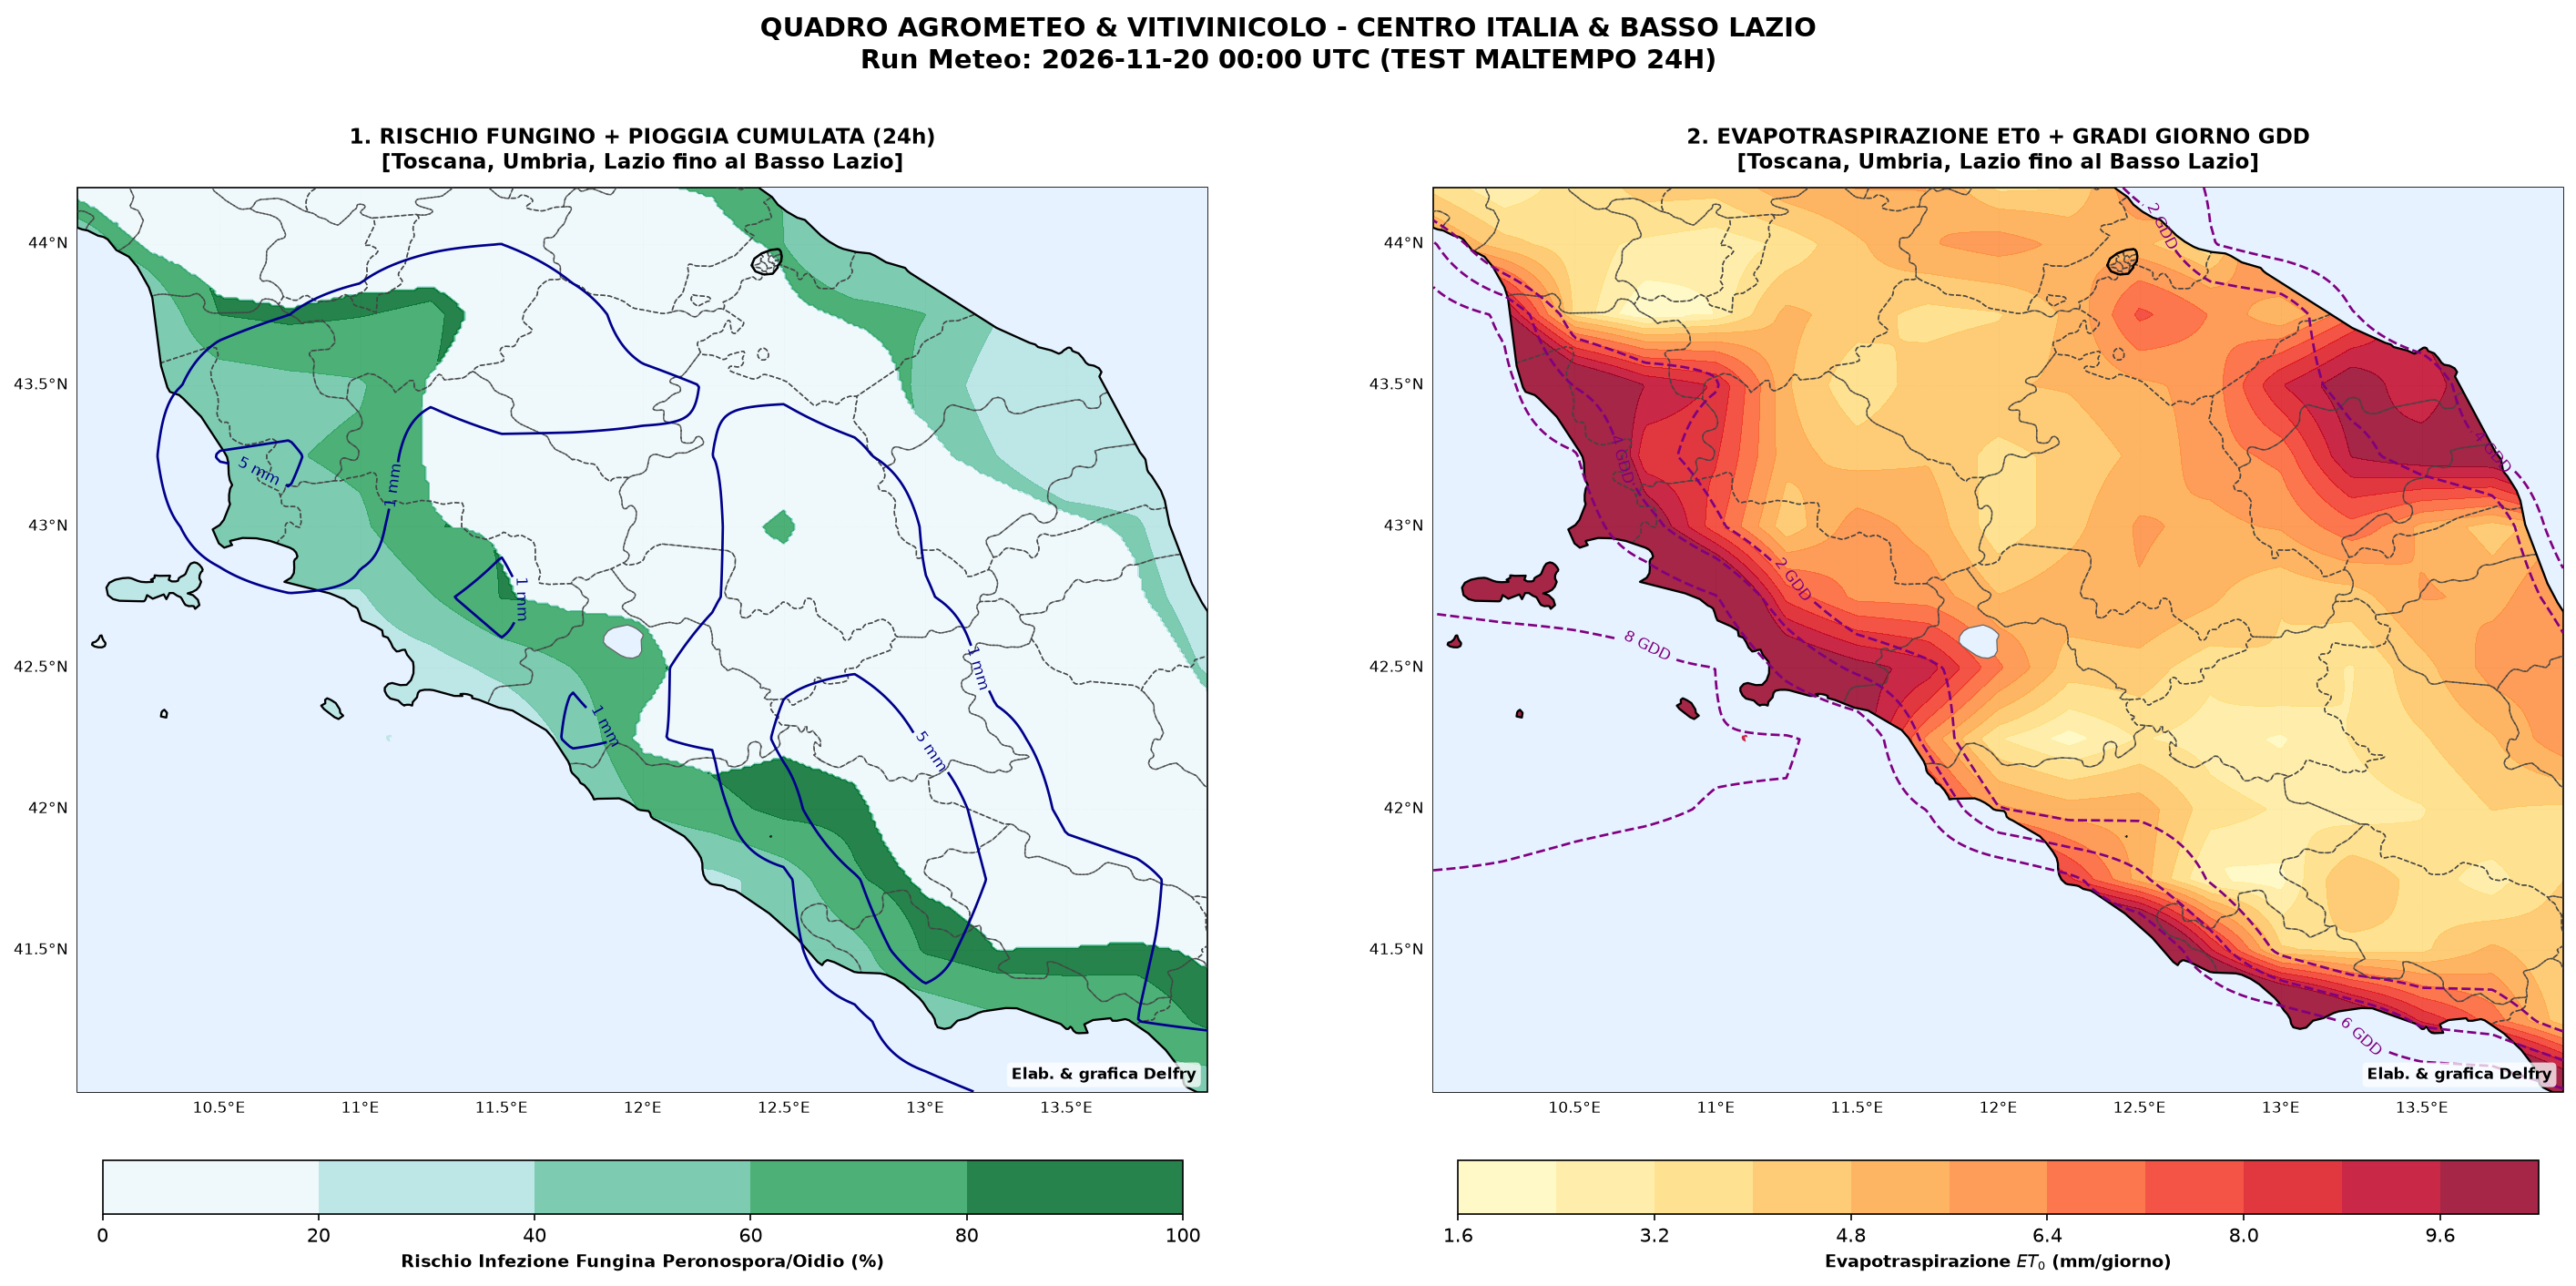 QUADRO AGROMETEO & VITIVINICOLO - CENTRO ITALIA & BASSO LAZIO
Run Meteo: 2026-11-20 00:00 UTC (TEST MALTEMPO 24H)
1. RISCHIO FUNGINO + PIOGGIA CUMULATA (24h)
[Toscana, Umbria, Lazio fino al Basso Lazio]
44°N
43.5°N
43°N
42.5°N
42°N
41.5°N
5 mm
1 mm
1 mm
1 mm
1 mm
5 mm
Elab. & grafica Delfry
10.5°E 11°E 11.5°E 12°E 12.5°E 13°E 13.5°E
0 20 40 60 80 100
Rischio Infezione Fungina Peronospora/Oidio (%)
2. EVAPOTRASPIRAZIONE ET0 + GRADI GIORNO GDD
[Toscana, Umbria, Lazio fino al Basso Lazio]
44°N
43.5°N
43°N
42.5°N
42°N
41.5°N
2 GDD
4 GDD
4 GDD
2 GDD
8 GDD
6 GDD
Elab. & grafica Delfry
10.5°E 11°E 11.5°E 12°E 12.5°E 13°E 13.5°E
1.6 3.2 4.8 6.4 8.0 9.6
Evapotraspirazione ET₀ (mm/giorno)